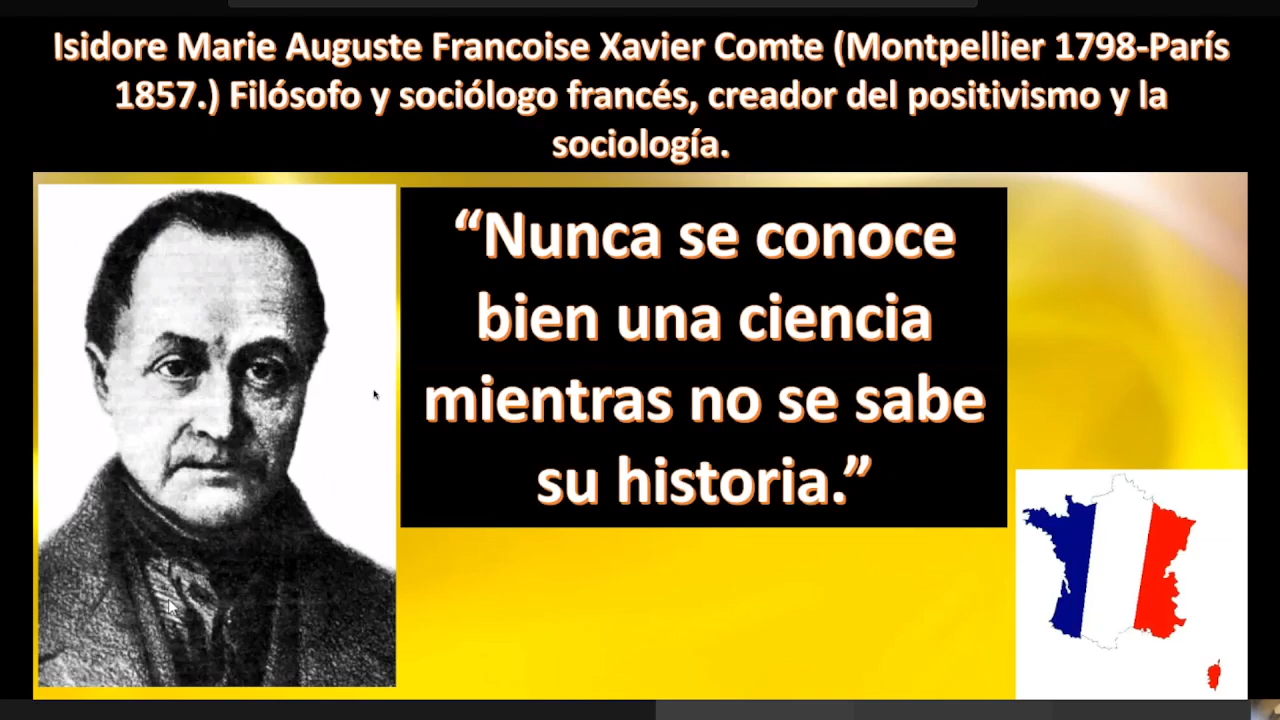 Isidore Marie Auguste Francoise Xavier Comte (Montpellier 1798-París
1857.) Filósofo y sociólogo francés, creador del positivismo y la
sociología.
“Nunca se conoce
bien una ciencia
mientras no se sabe
su historia.”